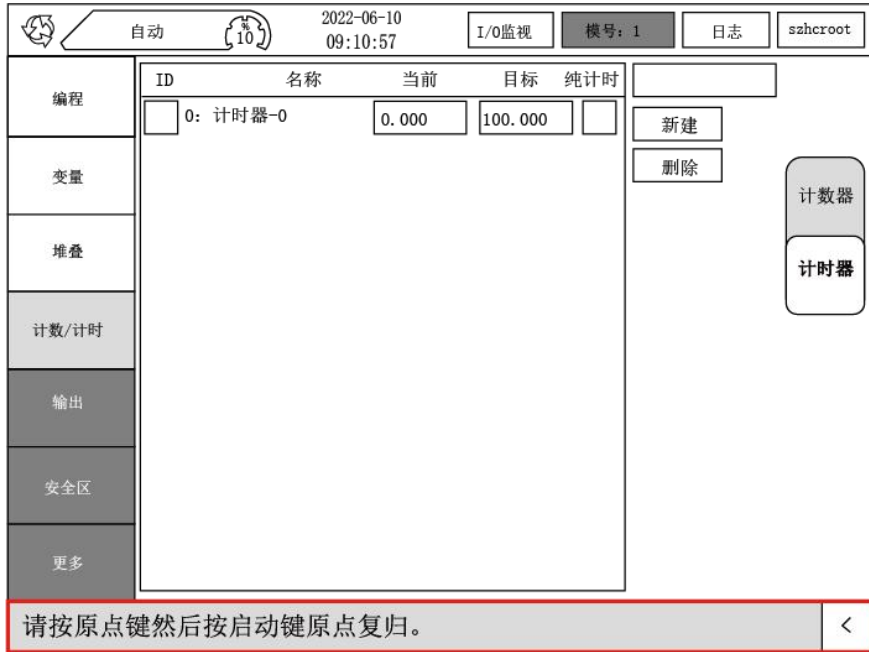 自动
%
10
2022-06-10
09:10:57
I/O监视
模号: 1
日志
szhcroot
编程
变量
堆叠
计数/计时
输出
安全区
更多
ID 名称 当前 目标 纯计时
0: 计时器-0 0.000 100.000
新建
删除
计数器
计时器
请按原点键然后按启动键原点复归。
<